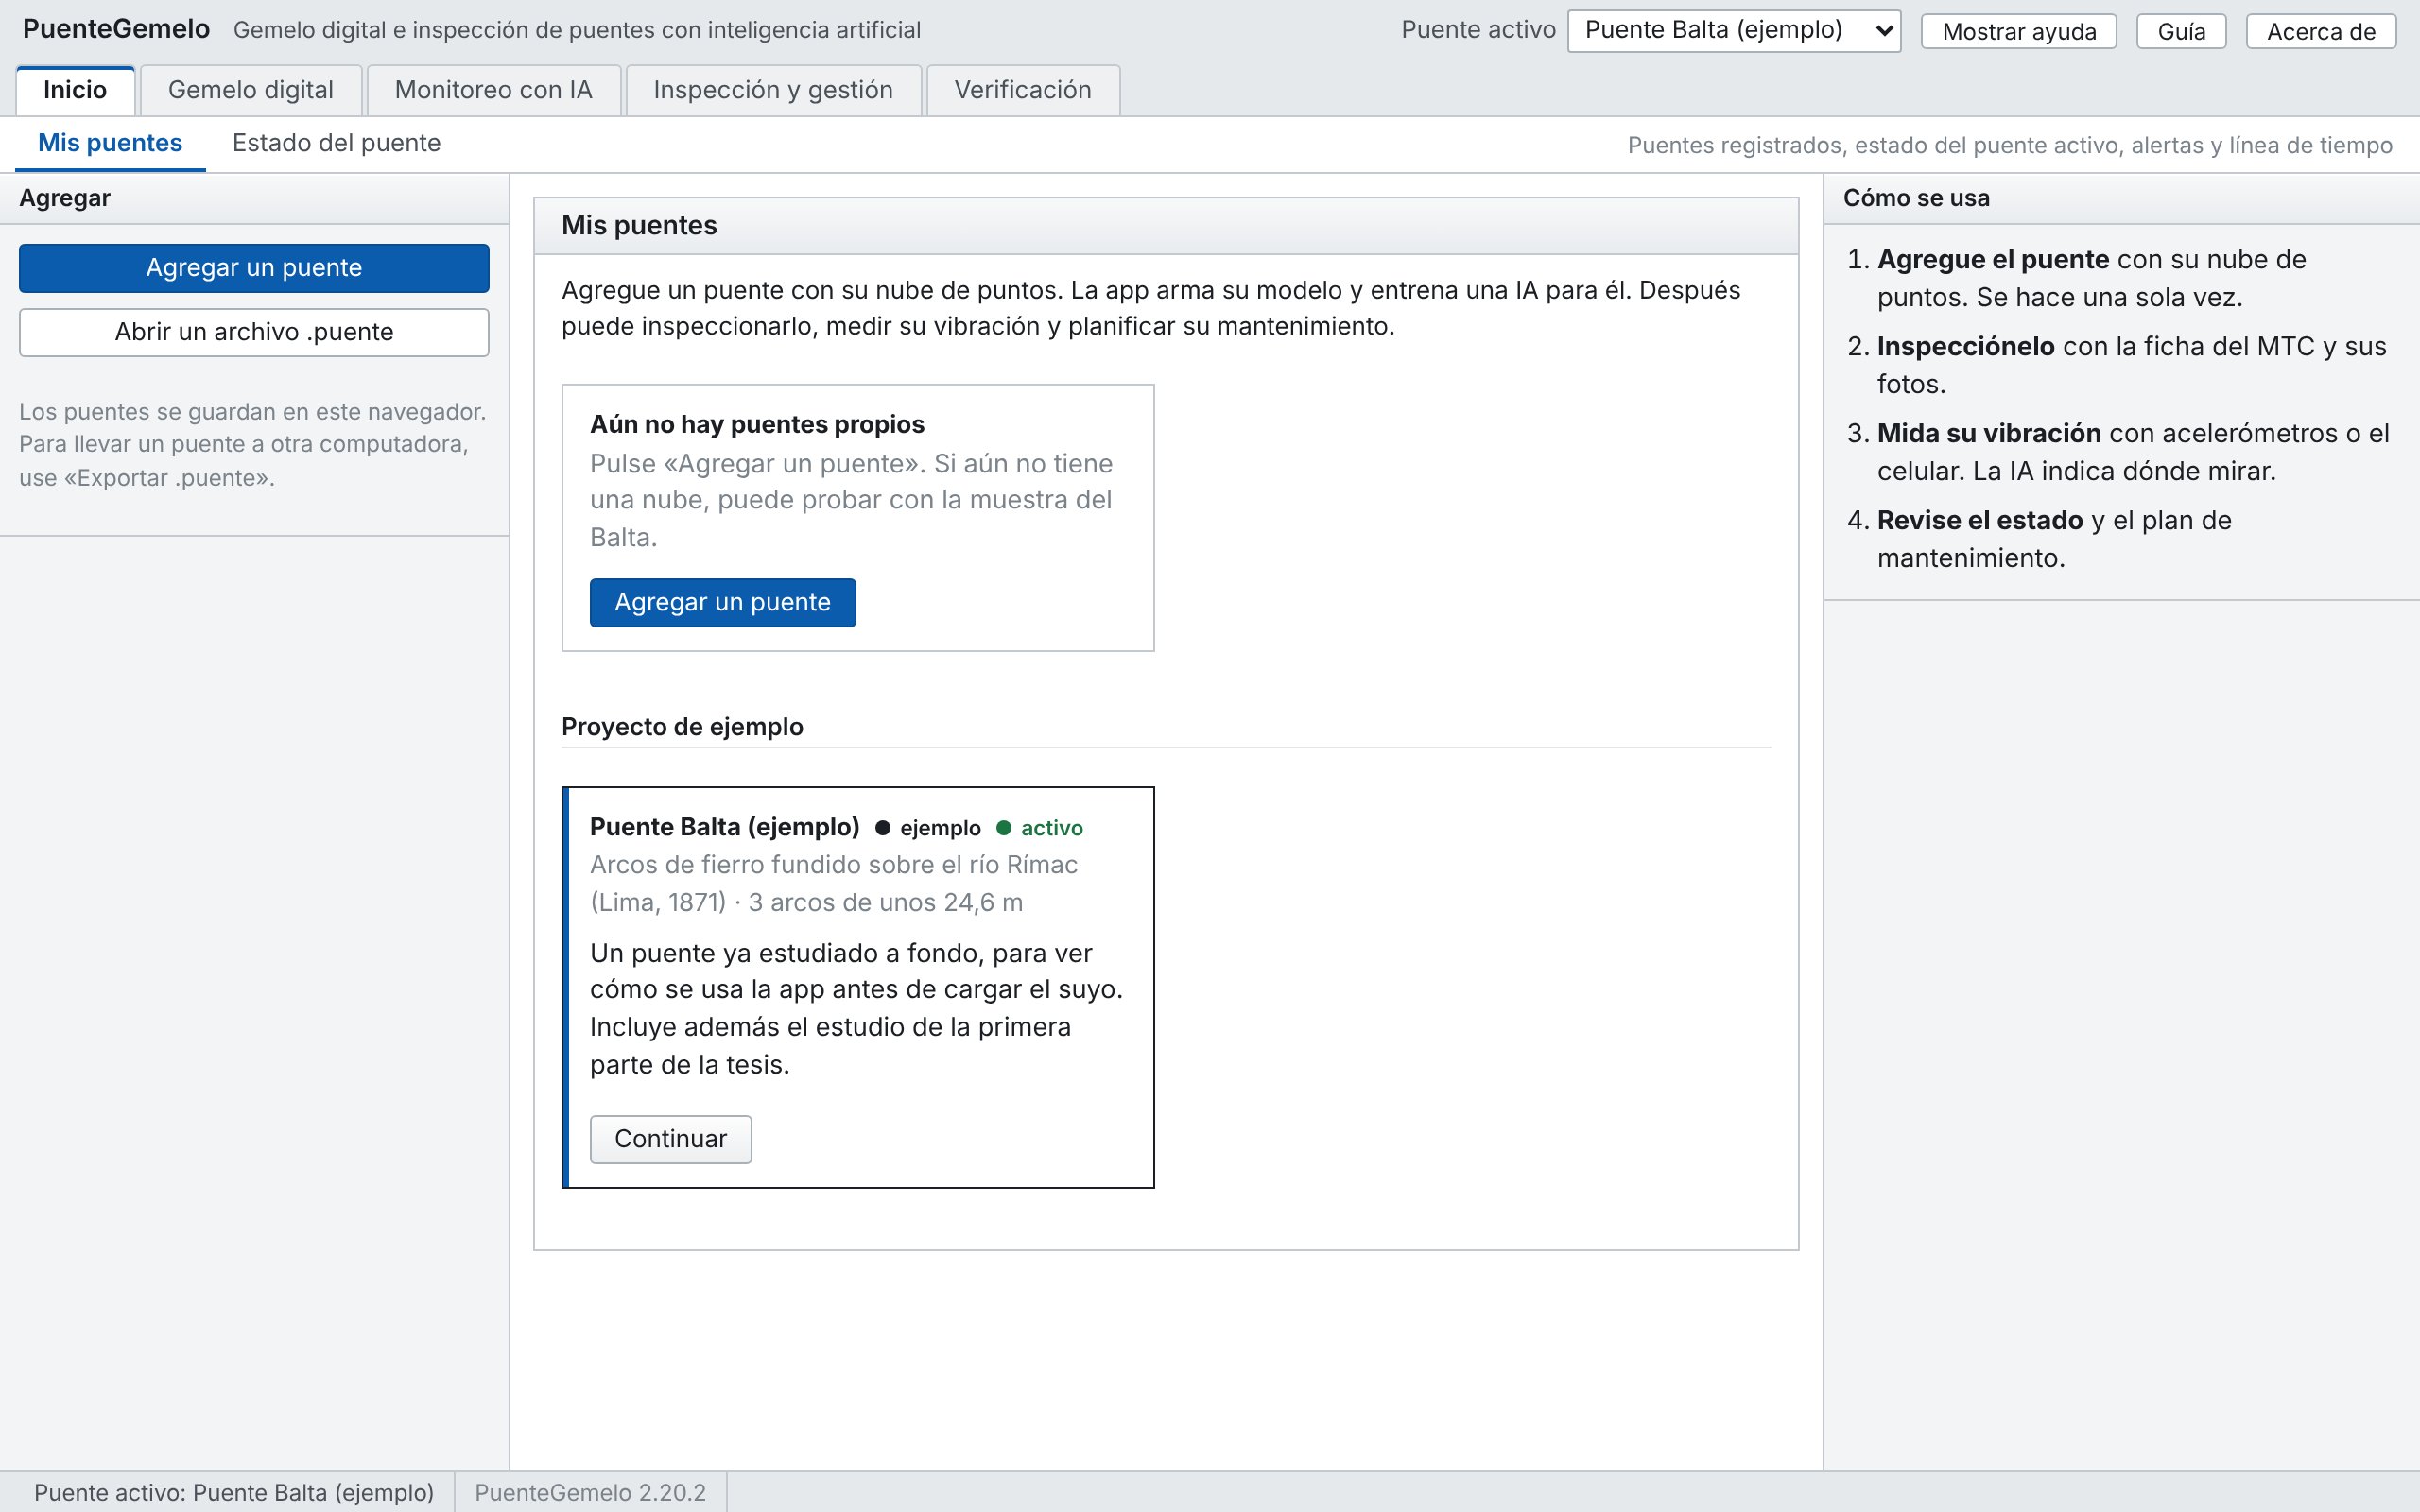 PuenteGemelo Gemelo digital e inspección de puentes con inteligencia artificial
Puente activo Puente Balta (ejemplo) Mostrar ayuda Guía Acerca de
Inicio Gemelo digital Monitoreo con IA Inspección y gestión Verificación
Mis puentes Estado del puente
Puentes registrados, estado del puente activo, alertas y línea de tiempo
Agregar
Agregar un puente
Abrir un archivo .puente
Los puentes se guardan en este navegador.
Para llevar un puente a otra computadora,
use «Exportar .puente».
Mis puentes
Agregue un puente con su nube de puntos. La app arma su modelo y entrena una IA para él. Después
puede inspeccionarlo, medir su vibración y planificar su mantenimiento.
Aún no hay puentes propios
Pulse «Agregar un puente». Si aún no tiene
una nube, puede probar con la muestra del
Balta.
Agregar un puente
Proyecto de ejemplo
Puente Balta (ejemplo) ● ejemplo ● activo
Arcos de fierro fundido sobre el río Rímac
(Lima, 1871) · 3 arcos de unos 24,6 m
Un puente ya estudiado a fondo, para ver
cómo se usa la app antes de cargar el suyo.
Incluye además el estudio de la primera
parte de la tesis.
Continuar
Cómo se usa
1. Agregue el puente con su nube de
puntos. Se hace una sola vez.
2. Inspecciónelo con la ficha del MTC y sus
fotos.
3. Mida su vibración con acelerómetros o el
celular. La IA indica dónde mirar.
4. Revise el estado y el plan de
mantenimiento.
Puente activo: Puente Balta (ejemplo) PuenteGemelo 2.20.2